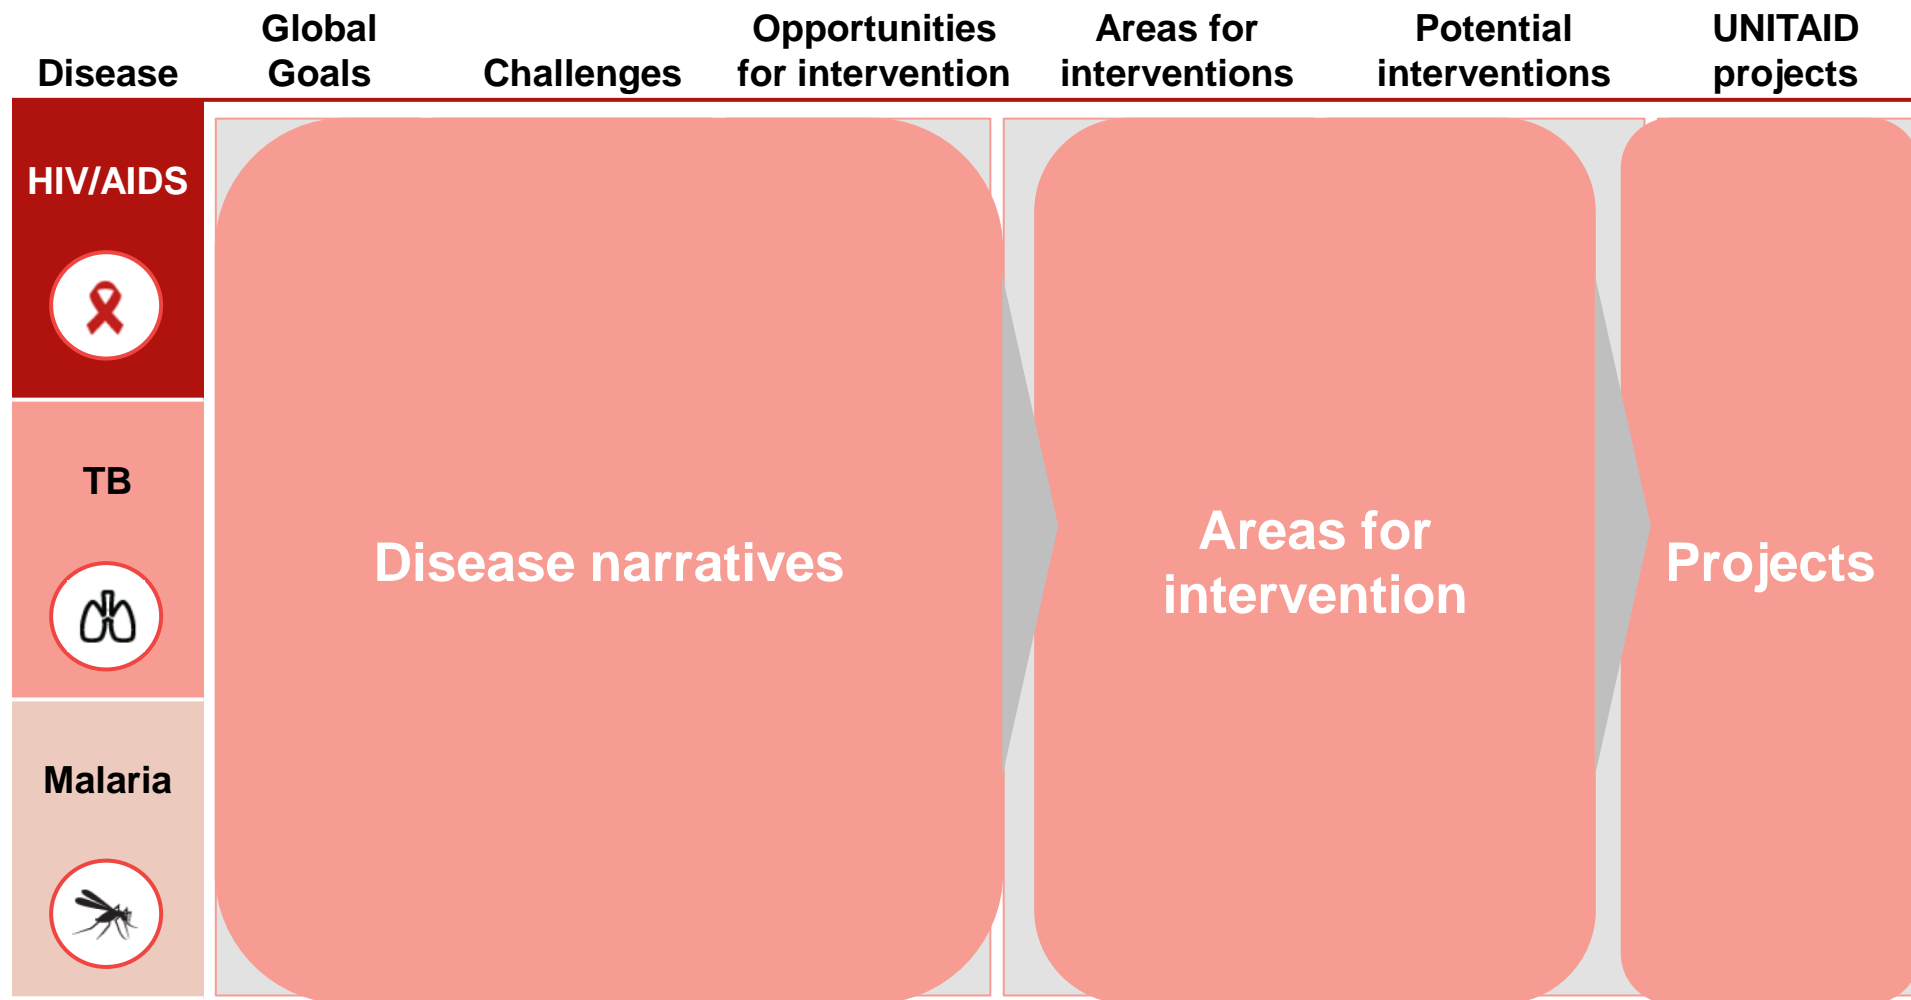 Disease
Global
Goals
Challenges
Opportunities
for intervention
Areas for
interventions
Potential
interventions
UNITAID
projects
HIV/AIDS
TB
Malaria
Disease narratives
Areas for
intervention
Projects